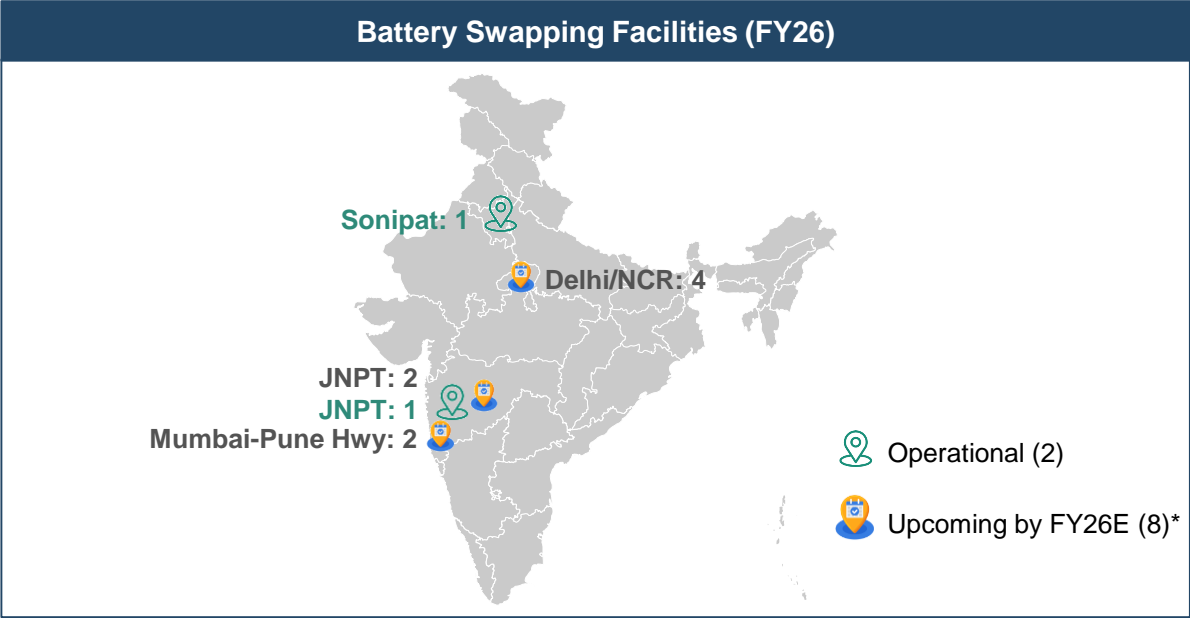 Battery Swapping Facilities (FY26)
Sonipat: 1
Delhi/NCR: 4
JNPT: 2
JNPT: 1
Mumbai-Pune Hwy: 2
Operational (2)
Upcoming by FY26E (8)*